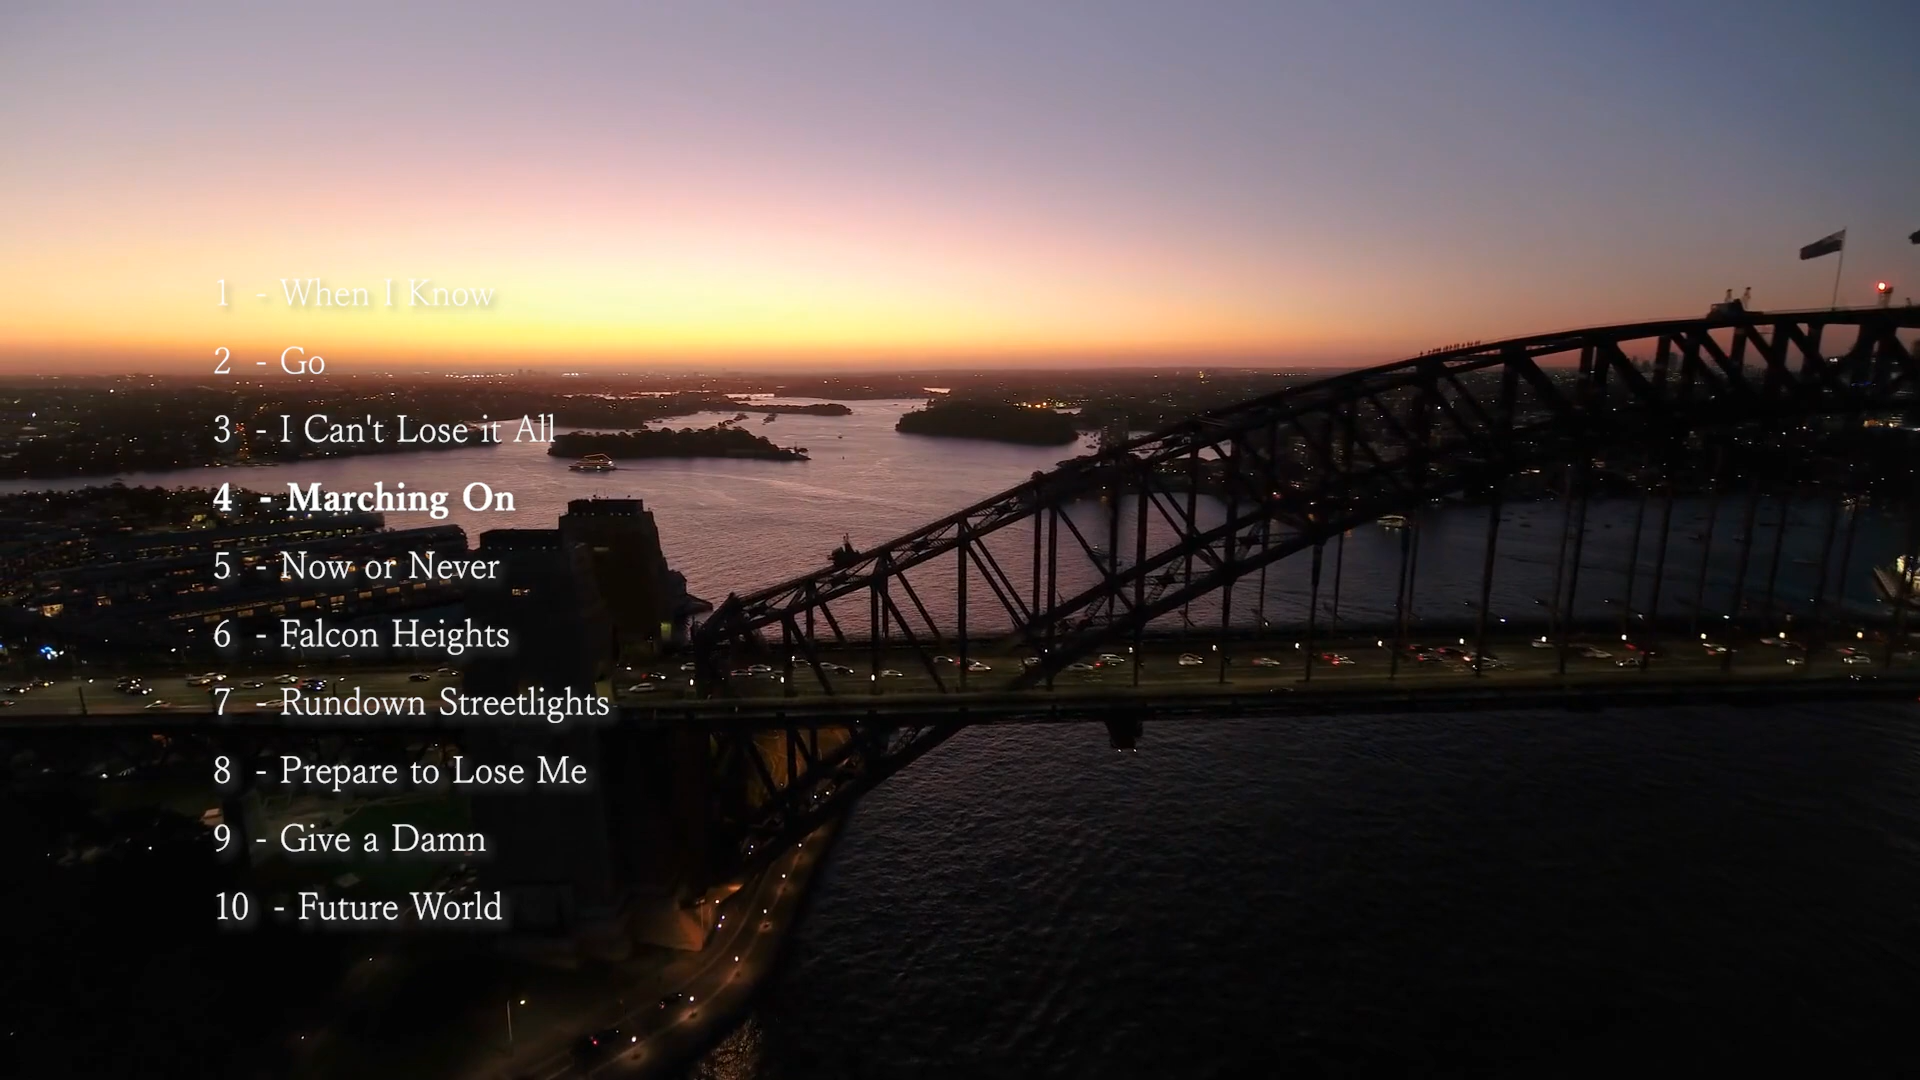 1 - When I Know
2 - Go
3 - I Can't Lose it All
4 - Marching On
5 - Now or Never
6 - Falcon Heights
7 - Rundown Streetlights
8 - Prepare to Lose Me
9 - Give a Damn
10 - Future World